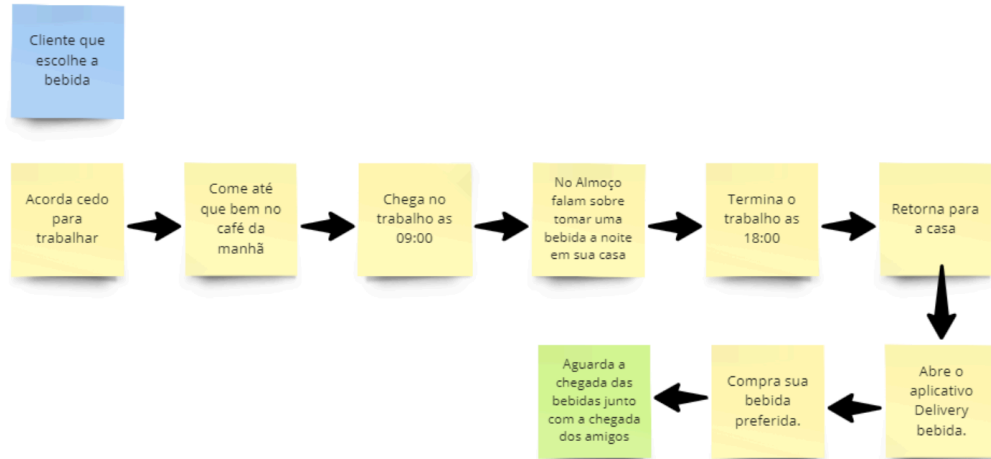 Cliente que
escolhe a
bebida
Acorda cedo
para
trabalhar
Come até
que bem no
café da
manhã
Chega no
trabalho as
09:00
No Almoço
falam sobre
tomar uma
bebida a noite
em sua casa
Termina o
trabalho as
18:00
Retorna para
a casa
Abre o
aplicativo
Delivery
bebida.
Compra sua
bebida
preferida.
Aguarda a
chegada das
bebidas junto
com a chegada
dos amigos